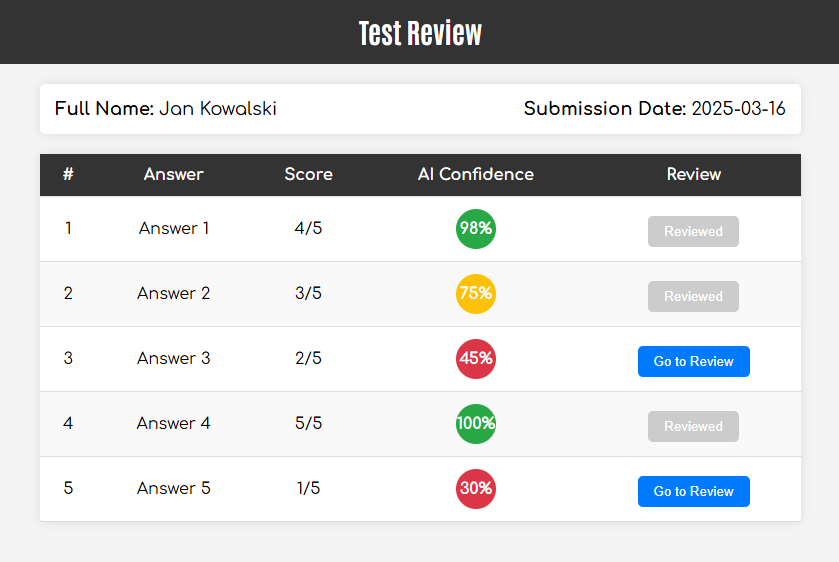 Test Review
Full Name: Jan Kowalski Submission Date: 2025-03-16
# Answer Score AI Confidence Review
1 Answer 1 4/5 98% Reviewed
2 Answer 2 3/5 75% Reviewed
3 Answer 3 2/5 45% Go to Review
4 Answer 4 5/5 100% Reviewed
5 Answer 5 1/5 30% Go to Review